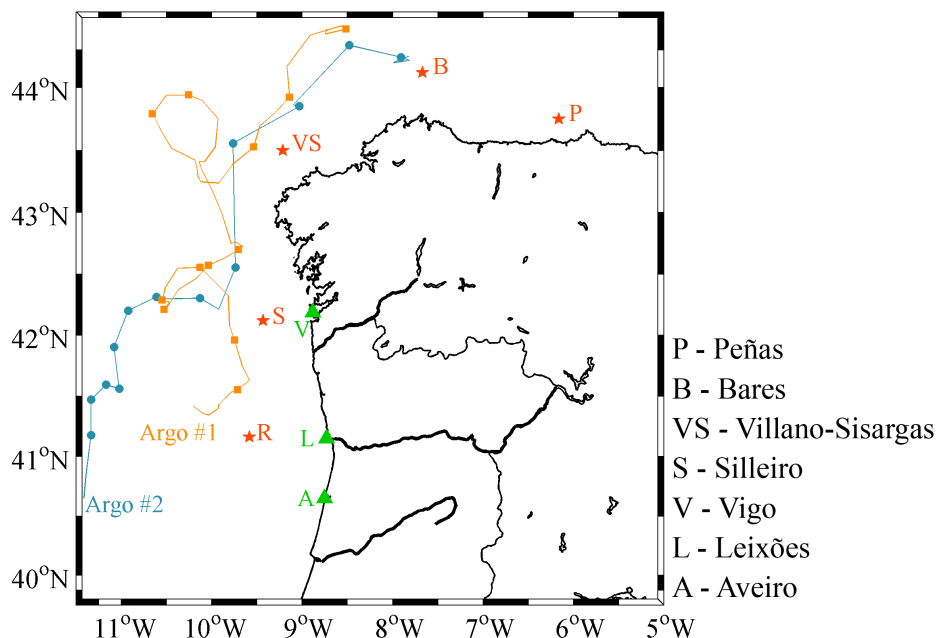 44°N
43°N
42°N
41°N
40°N
11°W 10°W 9°W 8°W 7°W 6°W 5°W
B
P
VS
S
V
R
L
A
Argo #1
Argo #2
P - Peñas
B - Bares
VS - Villano-Sisargas
S - Silleiro
V - Vigo
L - Leixões
A - Aveiro